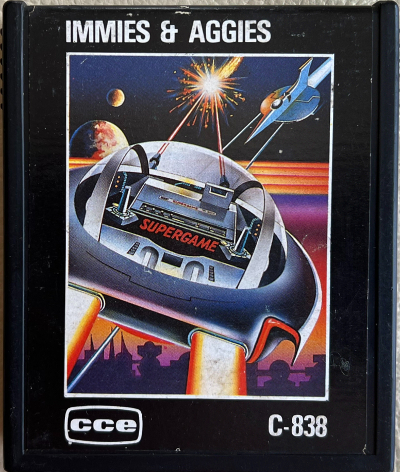 IMMIES & AGGIES
SUPERGAME
cce
C-838